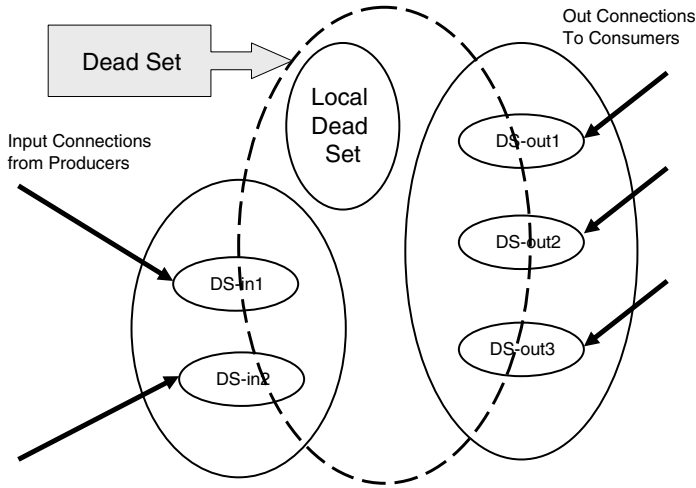 Out Connections
To Consumers
Dead Set
Local
Dead
Set
DS-out1
Input Connections
from Producers
DS-out2
DS-in1
DS-out3
DS-in2